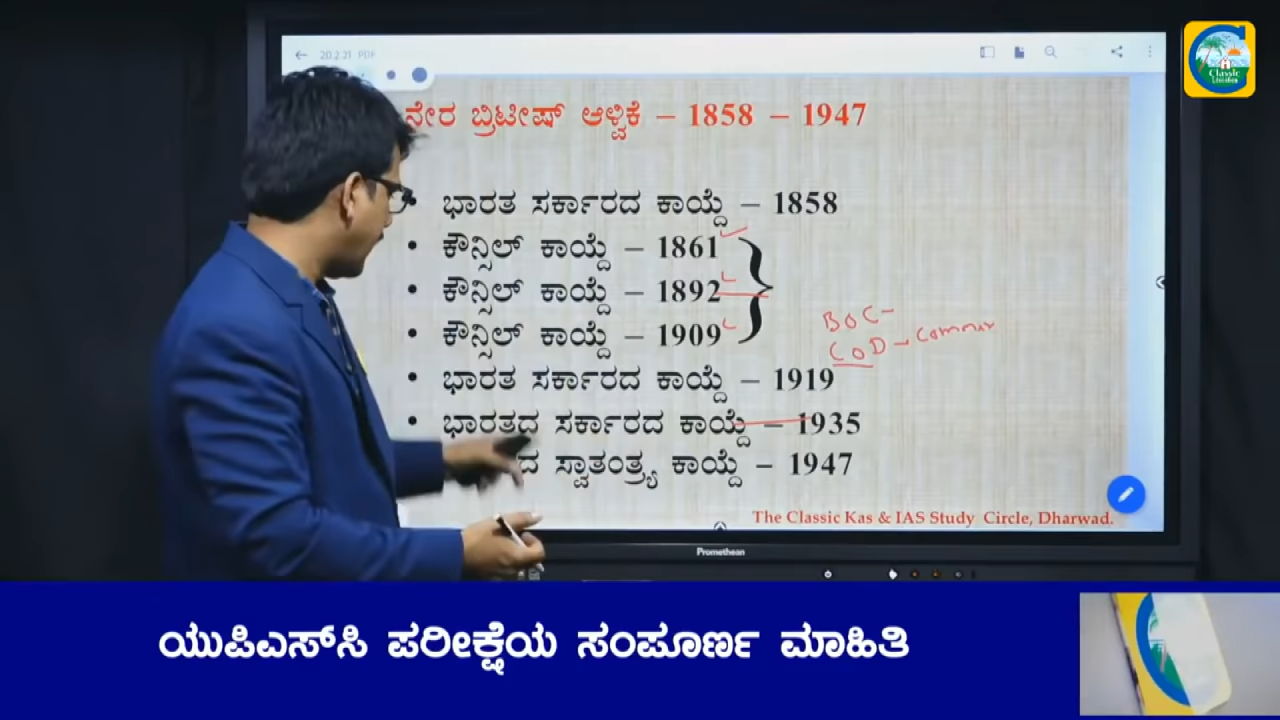 20.2.21 PDF
Classic
ನೇರ ಬ್ರಿಟೀಷ್ ಆಳ್ವಿಕೆ – 1858 – 1947
• ಭಾರತ ಸರ್ಕಾರದ ಕಾಯ್ದೆ – 1858
• ಕೌನ್ಸಿಲ್ ಕಾಯ್ದೆ – 1861
• ಕೌನ್ಸಿಲ್ ಕಾಯ್ದೆ – 1892
• ಕೌನ್ಸಿಲ್ ಕಾಯ್ದೆ – 1909
BOC-
COD -
• ಭಾರತ ಸರ್ಕಾರದ ಕಾಯ್ದೆ – 1919
• ಭಾರತದ ಸರ್ಕಾರದ ಕಾಯ್ದೆ – 1935
ದ ಸ್ವಾತಂತ್ರ್ಯ ಕಾಯ್ದೆ – 1947
The Classic Kas & IAS Study Circle, Dharwad.
Promethean
ಯುಪಿಎಸ್‌ಸಿ ಪರೀಕ್ಷೆಯ ಸಂಪೂರ್ಣ ಮಾಹಿತಿ